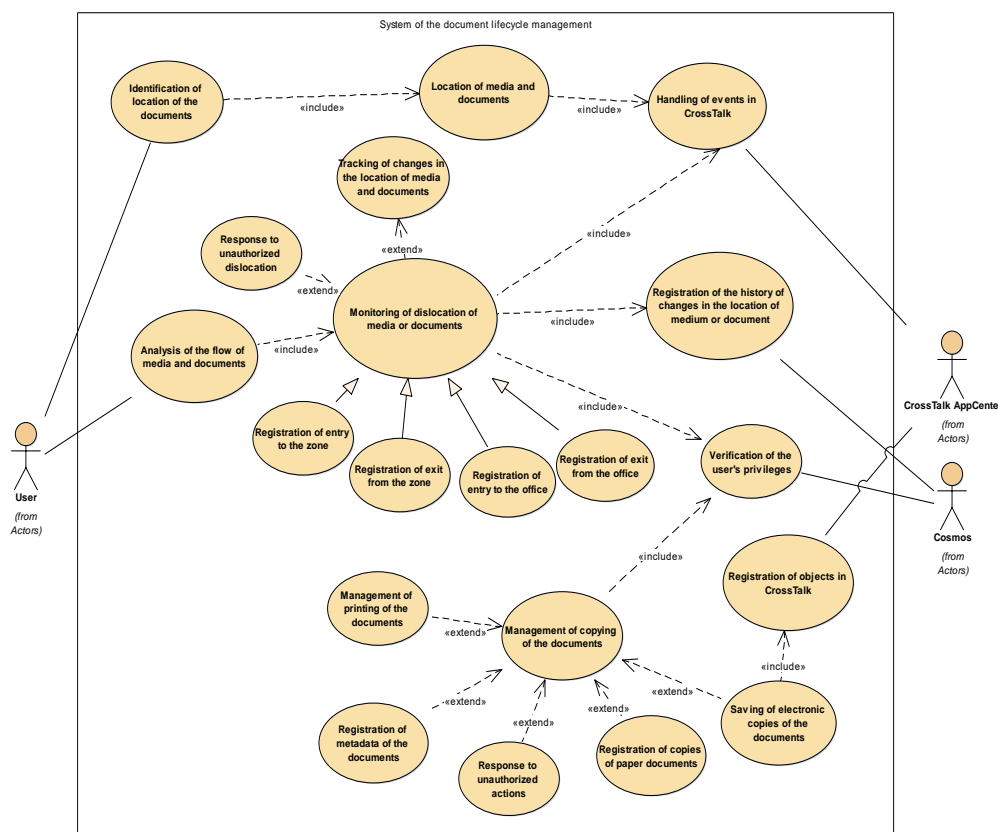 System of the document lifecycle management
Identification of
location of the
documents
«include»
Location of media and
documents
«include»
Handling of events in
CrossTalk
Tracking of changes in
the location of media
and documents
«extend»
«include»
Response to
unauthorized
dislocation
«extend»
Monitoring of dislocation of
media or documents
«include»
Registration of the history of
changes in the location of
medium or document
Analysis of the flow of
media and documents
«include»
«include»
Registration of entry
to the zone
Registration of exit
from the zone
Registration of
entry to the office
Registration of exit
from the office
Verification of the
user's privileges
CrossTalk AppCente
(from
Actors)
User
(from
Actors)
Cosmos
(from
Actors)
«include»
Registration of objects in
CrossTalk
Management of
printing of the
documents
«extend»
Management of copying
of the documents
«include»
«extend»
«extend»
«extend»
«extend»
Registration of
metadata of the
documents
Response to
unauthorized
actions
Registration of copies
of paper documents
Saving of electronic
copies of the
documents